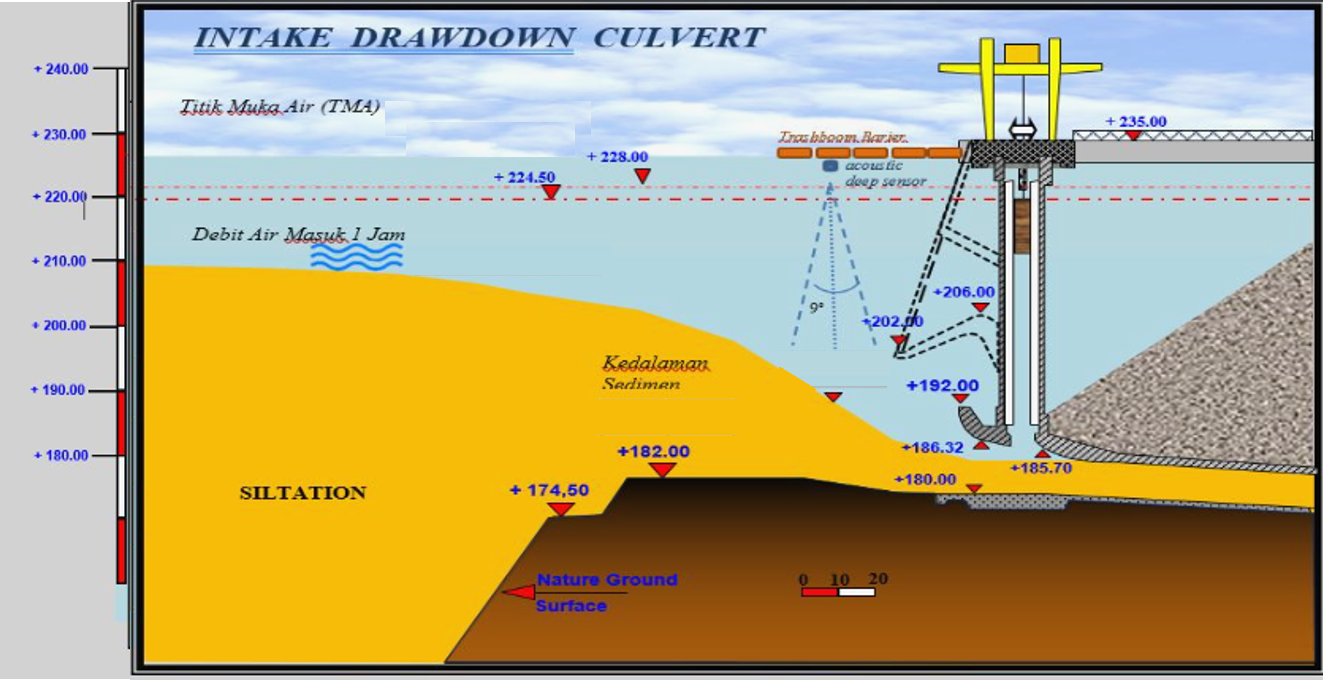 INTAKE DRAWDOWN CULVERT
+ 240.00
Titik Muka Air (TMA)
+ 235.00
+ 230.00
Trashboom Barier
+ 228.00
acoustic
deep sensor
+ 224.50
+ 220.00
Debit Air Masuk 1 Jam
+ 210.00
+206.00
9°
+202.00
+ 200.00
Kedalaman
Sedimen
+192.00
+ 190.00
+186.32
+182.00
+ 180.00
+185.70
+180.00
SILTATION
+ 174,50
Nature Ground
Surface
0 10 20